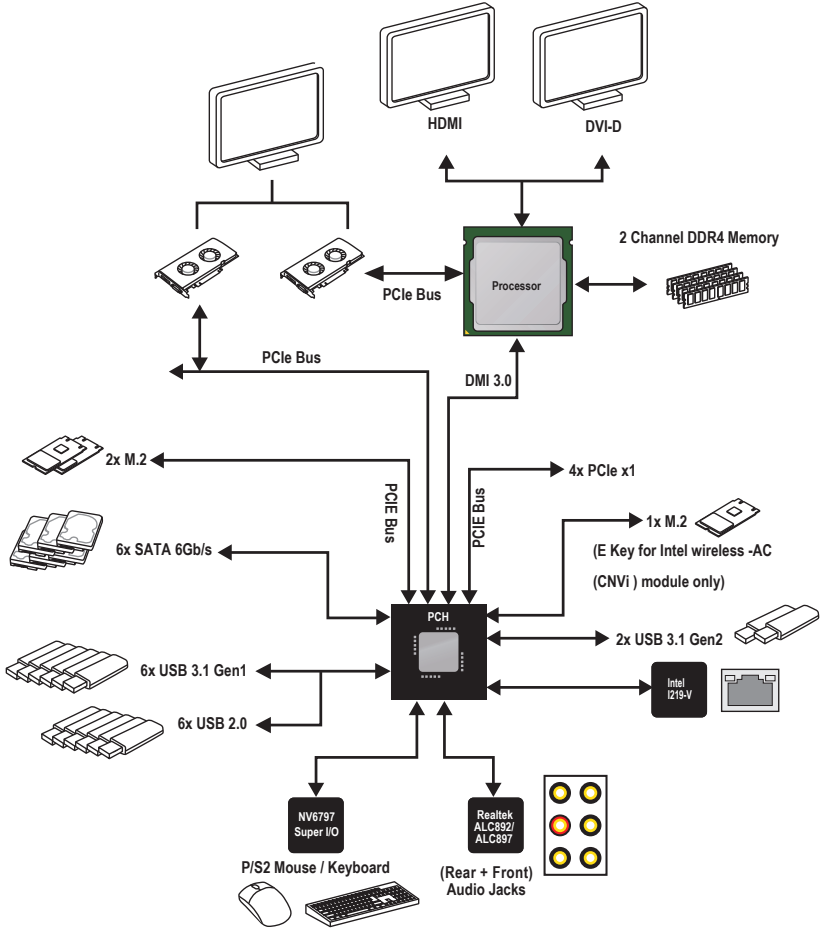 HDMI
DVI-D
2 Channel DDR4 Memory
Processor
PCIe Bus
PCIe Bus
DMI 3.0
2x M.2
PCIE Bus
PCIE Bus
4x PCIe x1
1x M.2
(E Key for Intel wireless -AC
(CNVi ) module only)
6x SATA 6Gb/s
PCH
2x USB 3.1 Gen2
6x USB 3.1 Gen1
Intel
I219-V
6x USB 2.0
NV6797
Super I/O
Realtek
ALC892/
ALC897
P/S2 Mouse / Keyboard
(Rear + Front)
Audio Jacks